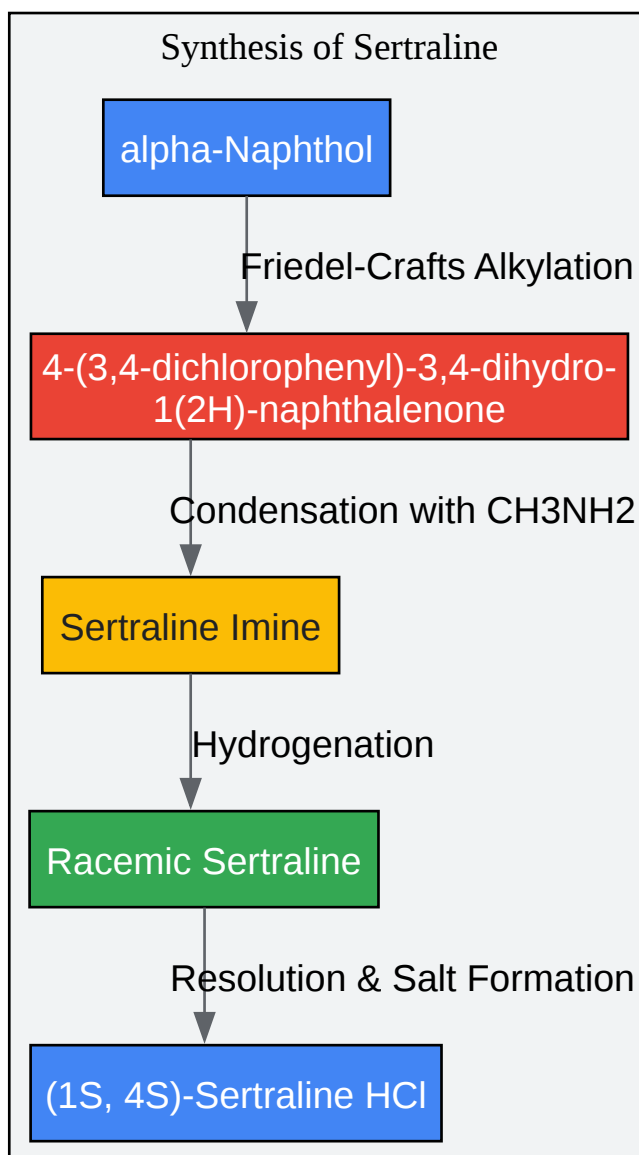 Synthesis of Sertraline
alpha-Naphthol
Friedel-Crafts Alkylation
4-(3,4-dichlorophenyl)-3,4-dihydro-
1(2H)-naphthalenone
Condensation with CH3NH2
Sertraline Imine
Hydrogenation
Racemic Sertraline
Resolution & Salt Formation
(1S, 4S)-Sertraline HCl